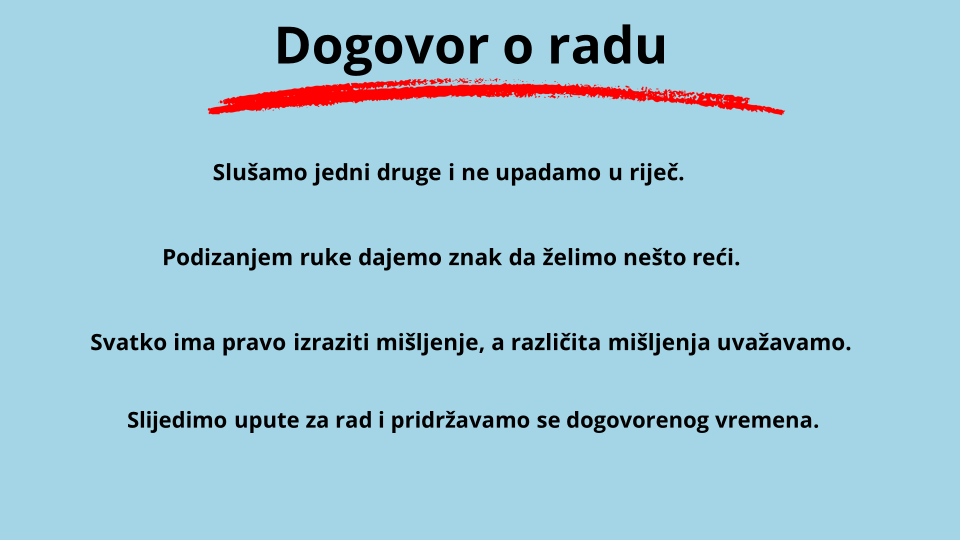 Dogovor o radu
Slušamo jedni druge i ne upadamo u riječ.
Podizanjem ruke dajemo znak da želimo nešto reći.
Svatko ima pravo izraziti mišljenje, a različita mišljenja uvažavamo.
Slijedimo upute za rad i pridržavamo se dogovorenog vremena.